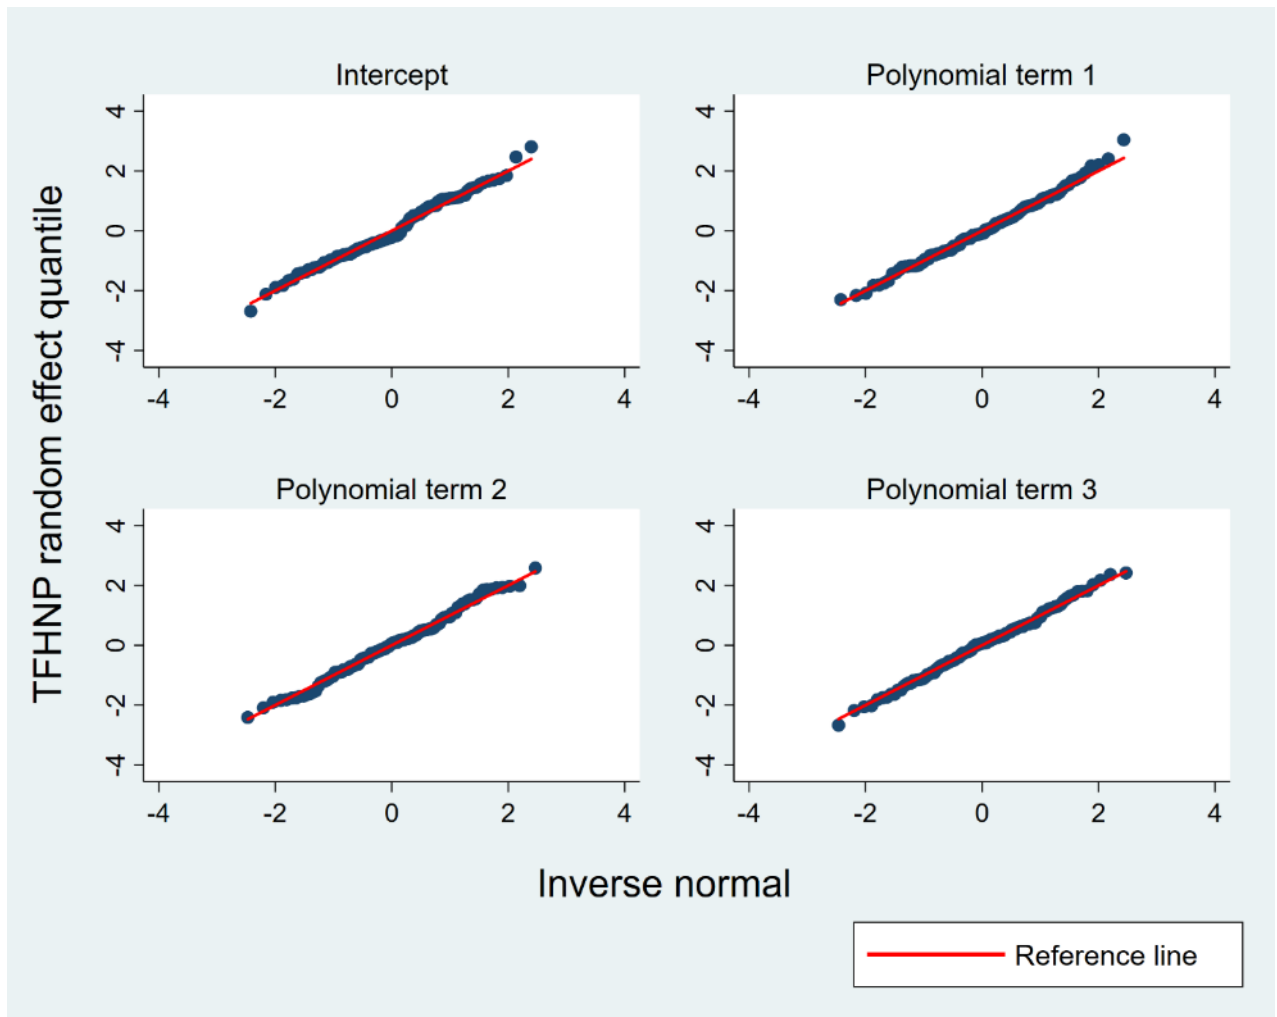 Intercept
Polynomial term 1
4
2
0
-2
-4
-4 -2 0 2 4
4
2
0
-2
-4
-4 -2 0 2 4
TFHNP random effect quantile
Polynomial term 2
Polynomial term 3
4
2
0
-2
-4
-4 -2 0 2 4
4
2
0
-2
-4
-4 -2 0 2 4
Inverse normal
Reference line